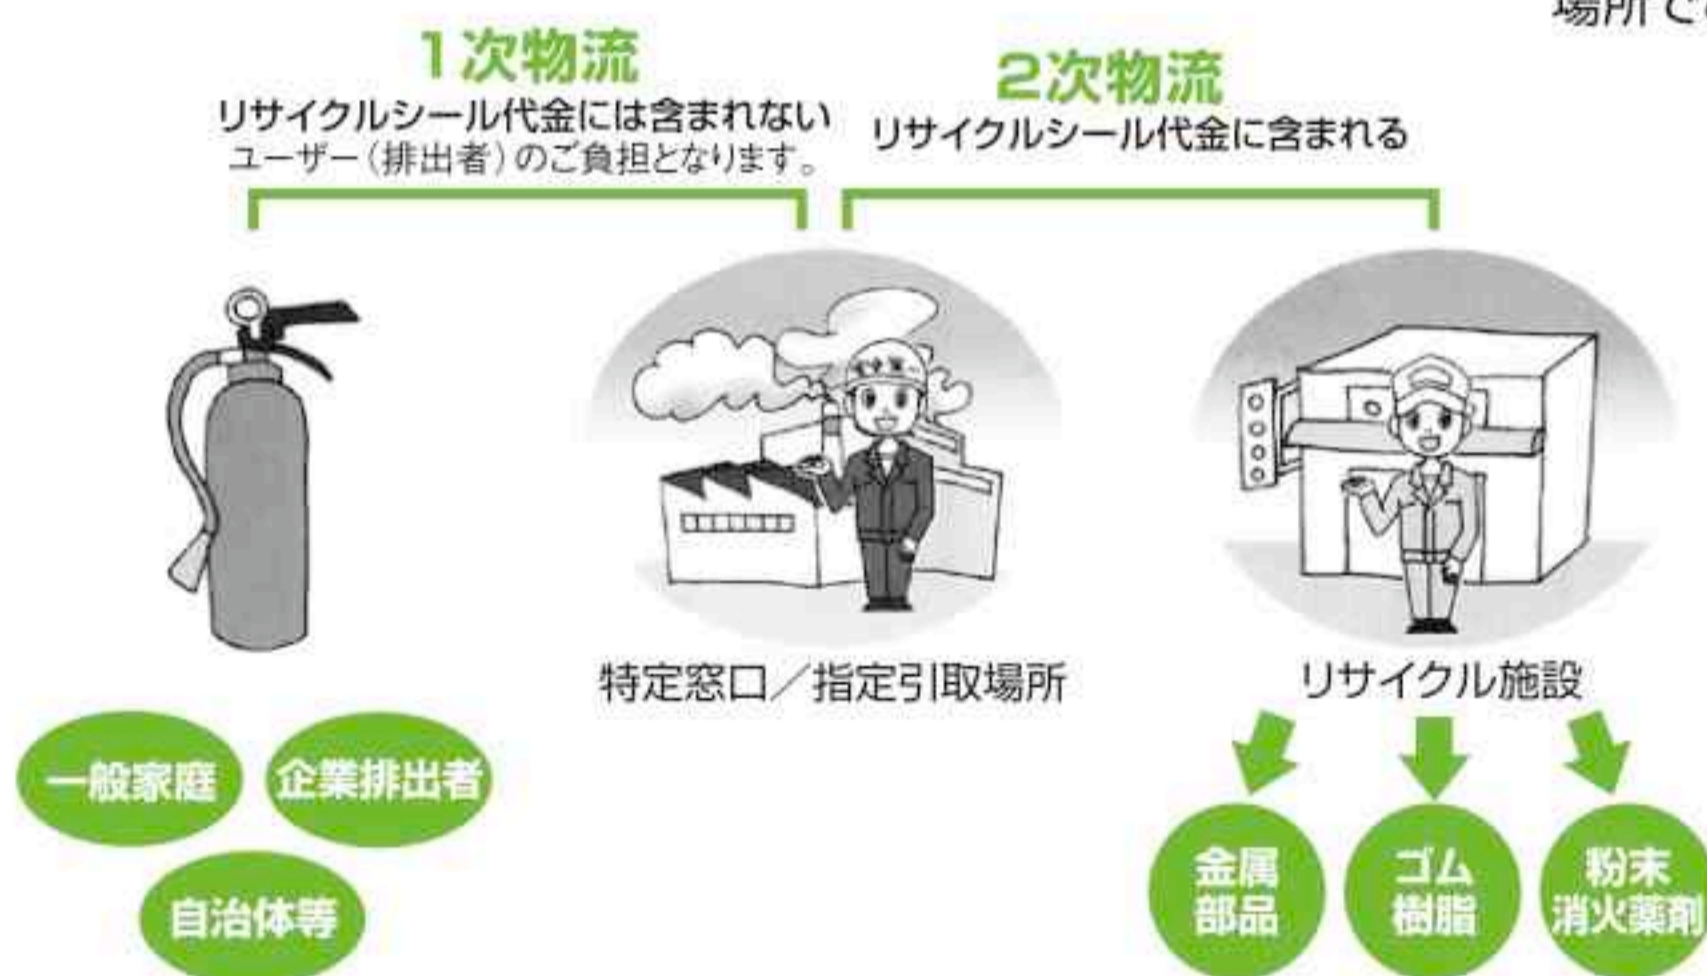 場所で
1次物流
リサイクルシール代金には含まれない
ユーザー（排出者）のご負担となります。
2次物流
リサイクルシール代金に含まれる
特定窓口／指定引取場所
リサイクル施設
一般家庭
企業排出者
自治体等
金属
部品
ゴム
樹脂
粉末
消火薬剤